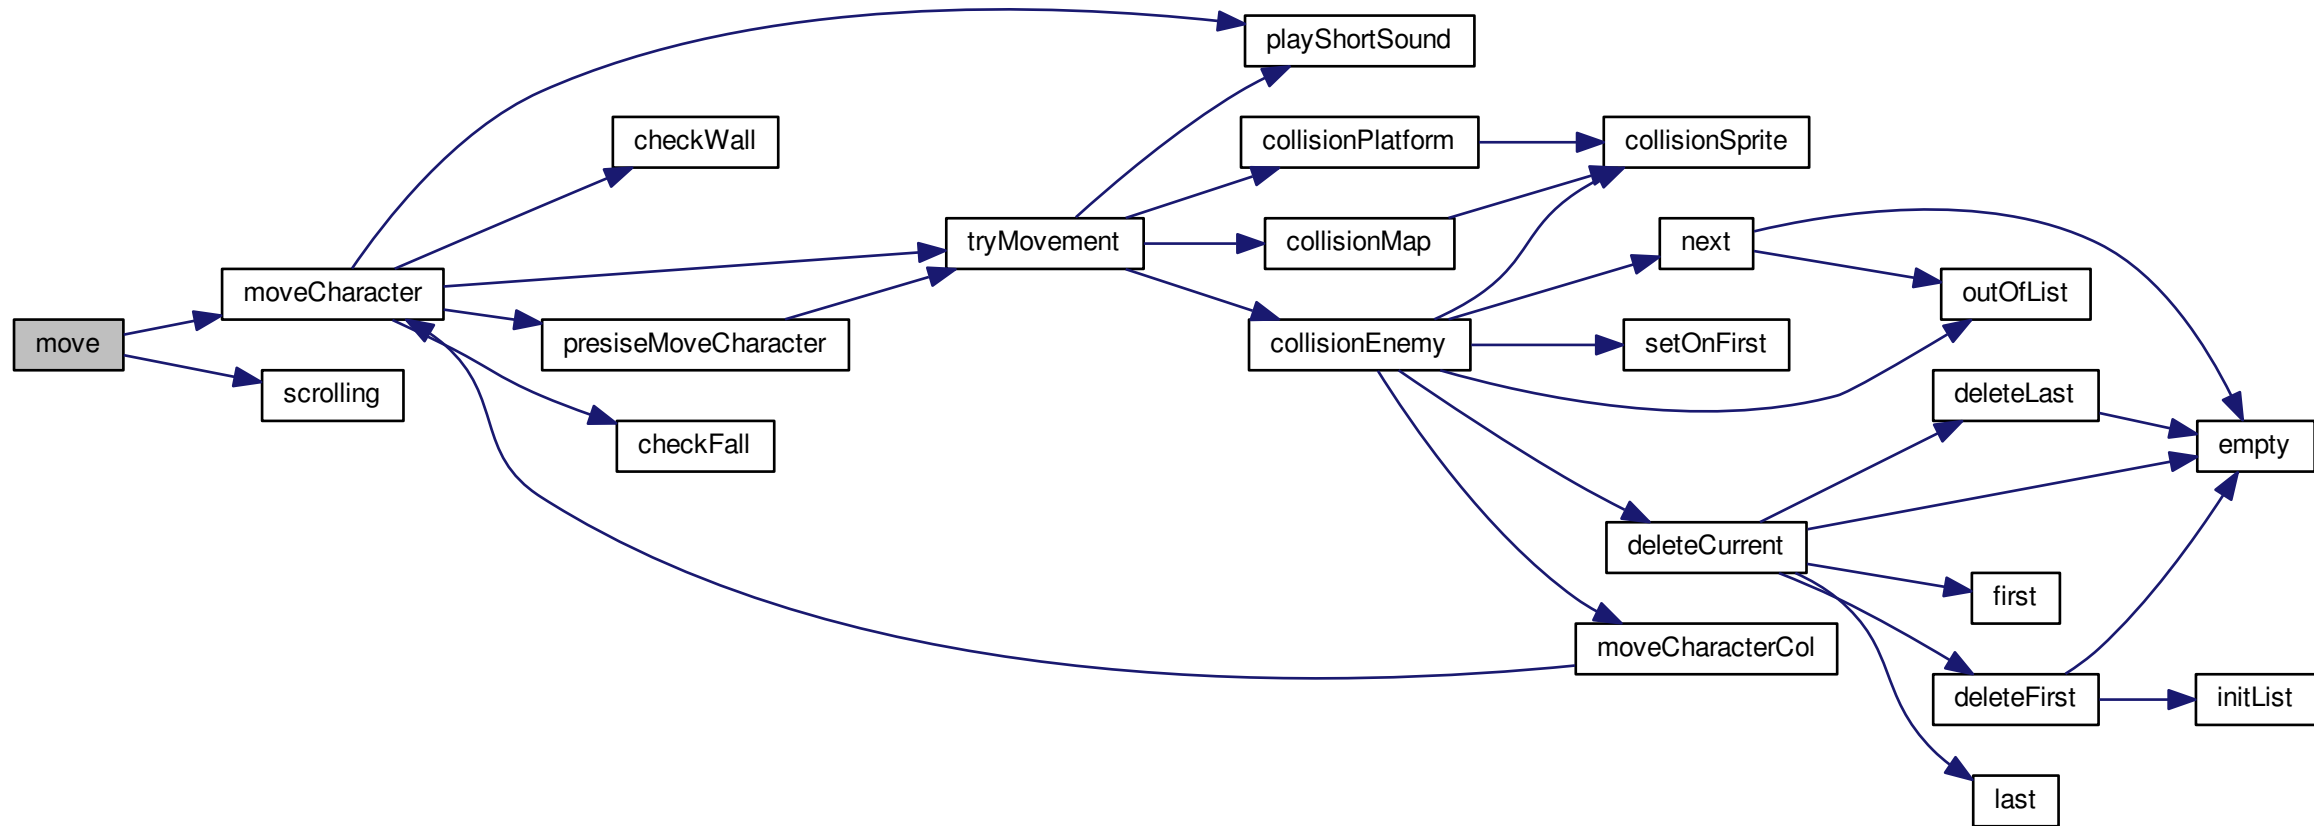 playShortSound
checkWall
collisionPlatform
collisionSprite
tryMovement
collisionMap
next
moveCharacter
outOfList
move
presiseMoveCharacter
collisionEnemy
setOnFirst
scrolling
deleteLast
checkFall
empty
deleteCurrent
first
moveCharacterCol
deleteFirst
initList
last